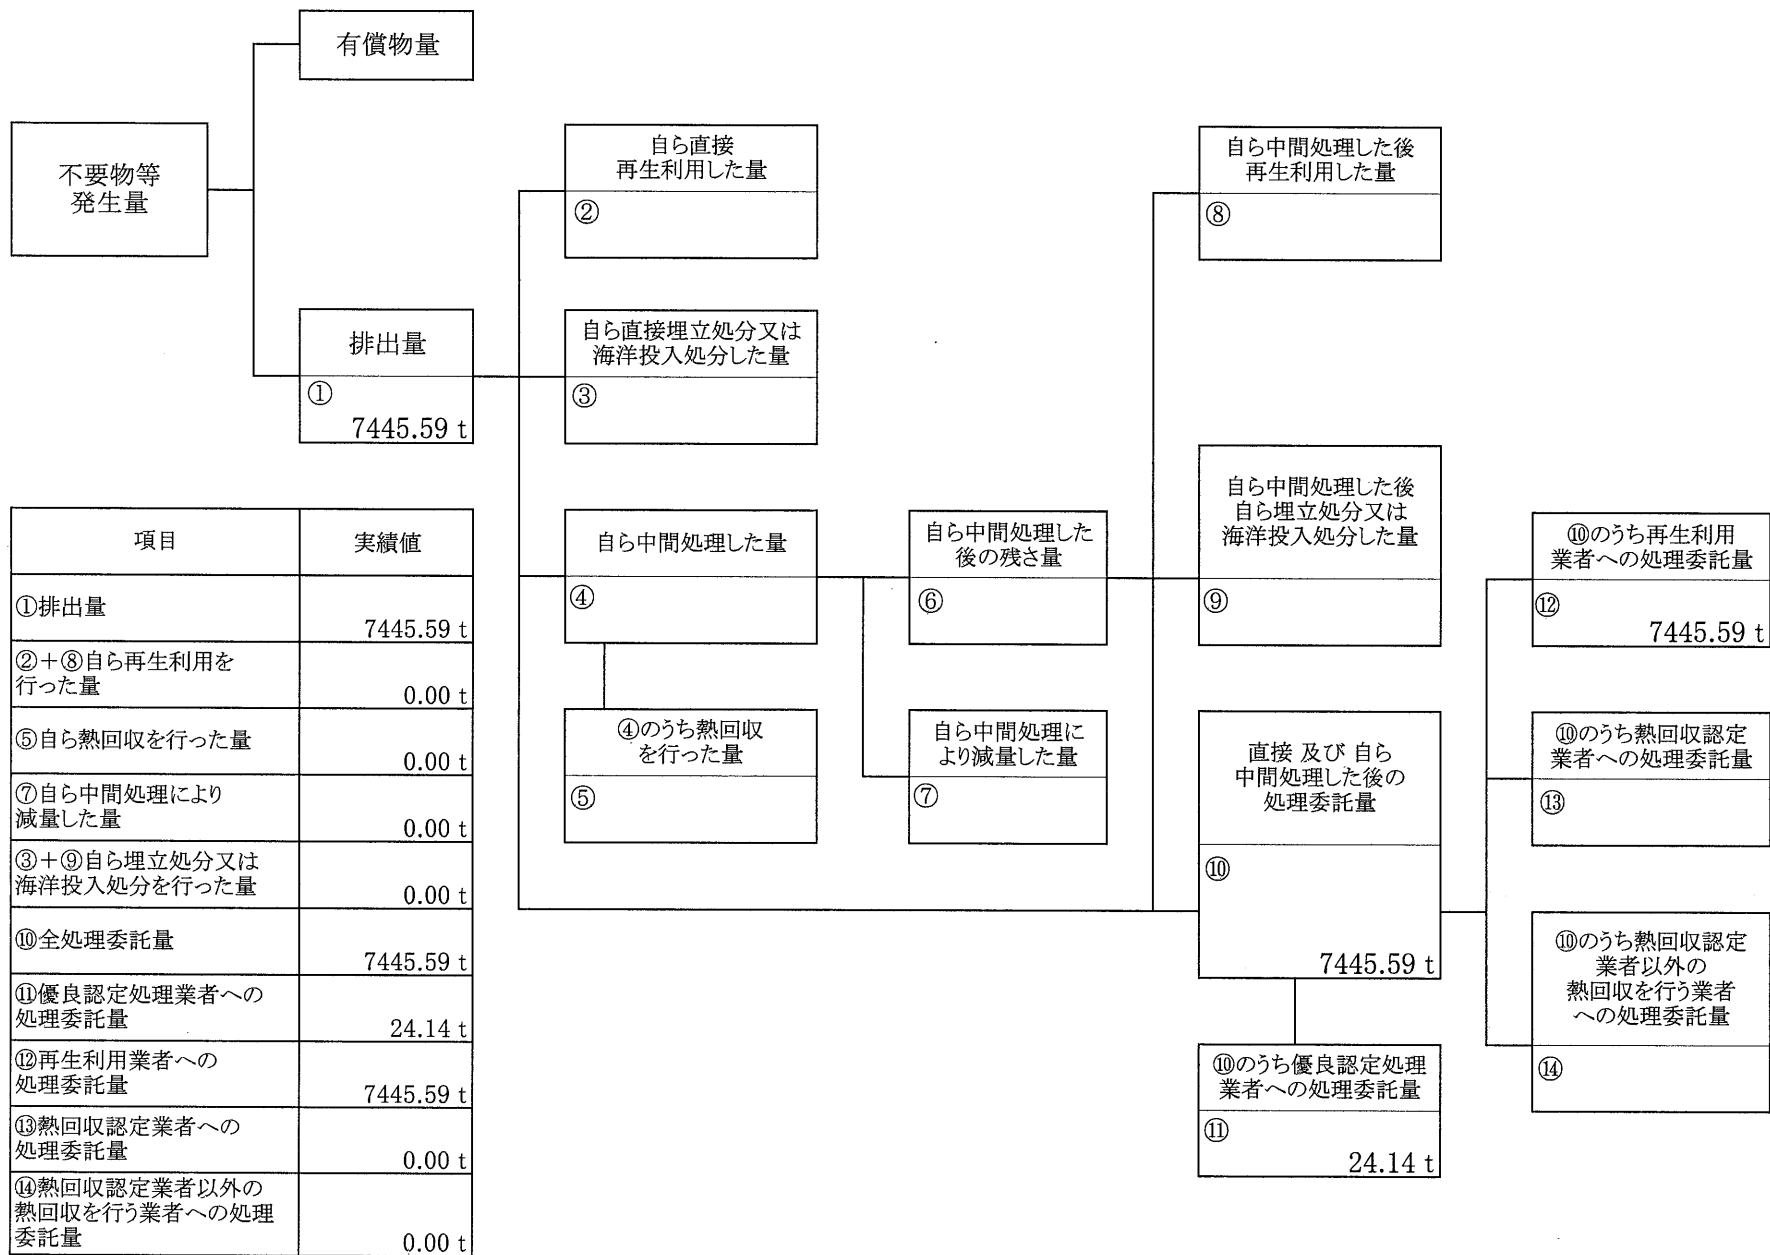 有償物量
不要物等
発生量
排出量
①
7445.59 t
自ら直接
再生利用した量
②
自ら直接埋立処分又は
海洋投入処分した量
③
自ら中間処理した量
④
④のうち熱回収
を行った量
⑤
自ら中間処理した
後の残さ量
⑥
自ら中間処理に
より減量した量
⑦
自ら中間処理した後
再生利用した量
⑧
自ら中間処理した後
自ら埋立処分又は
海洋投入処分した量
⑨
直接 及び 自ら
中間処理した後の
処理委託量
⑩
7445.59 t
⑩のうち優良認定処理
業者への処理委託量
⑪
24.14 t
⑩のうち再生利用
業者への処理委託量
⑫
7445.59 t
⑩のうち熱回収認定
業者への処理委託量
⑬
⑩のうち熱回収認定
業者以外の
熱回収を行う業者
への処理委託量
⑭
項目 実績値
①排出量
7445.59 t
②+⑧自ら再生利用を
行った量
0.00 t
⑤自ら熱回収を行った量
0.00 t
⑦自ら中間処理により
減量した量
0.00 t
③+⑨自ら埋立処分又は
海洋投入処分を行った量
0.00 t
⑩全処理委託量
7445.59 t
⑪優良認定処理業者への
処理委託量
24.14 t
⑫再生利用業者への
処理委託量
7445.59 t
⑬熱回収認定業者への
処理委託量
0.00 t
⑭熱回収認定業者以外の
熱回収を行う業者への処理
委託量
0.00 t